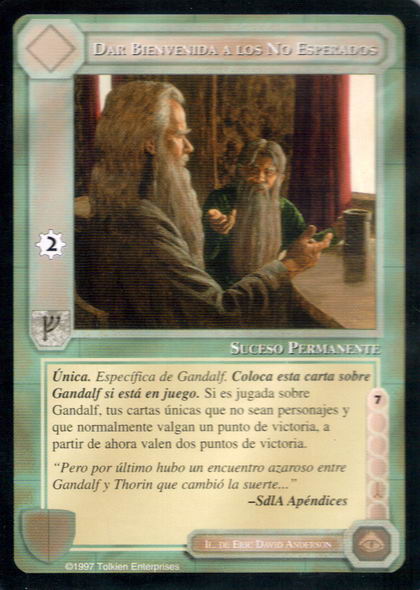 Dar Bienvenida a los No Esperados
2
Suceso Permanente
Única. Específica de Gandalf. Coloca esta carta sobre
Gandalf si está en juego. Si es jugada sobre
Gandalf, tus cartas únicas que no sean personajes y
que normalmente valgan un punto de victoria, a
partir de ahora valen dos puntos de victoria.
7
“Pero por último hubo un encuentro azaroso entre
Gandalf y Thorin que cambió la suerte...”
–SdlA Apéndices
Il. de Eric David Anderson
©1997 Tolkien Enterprises